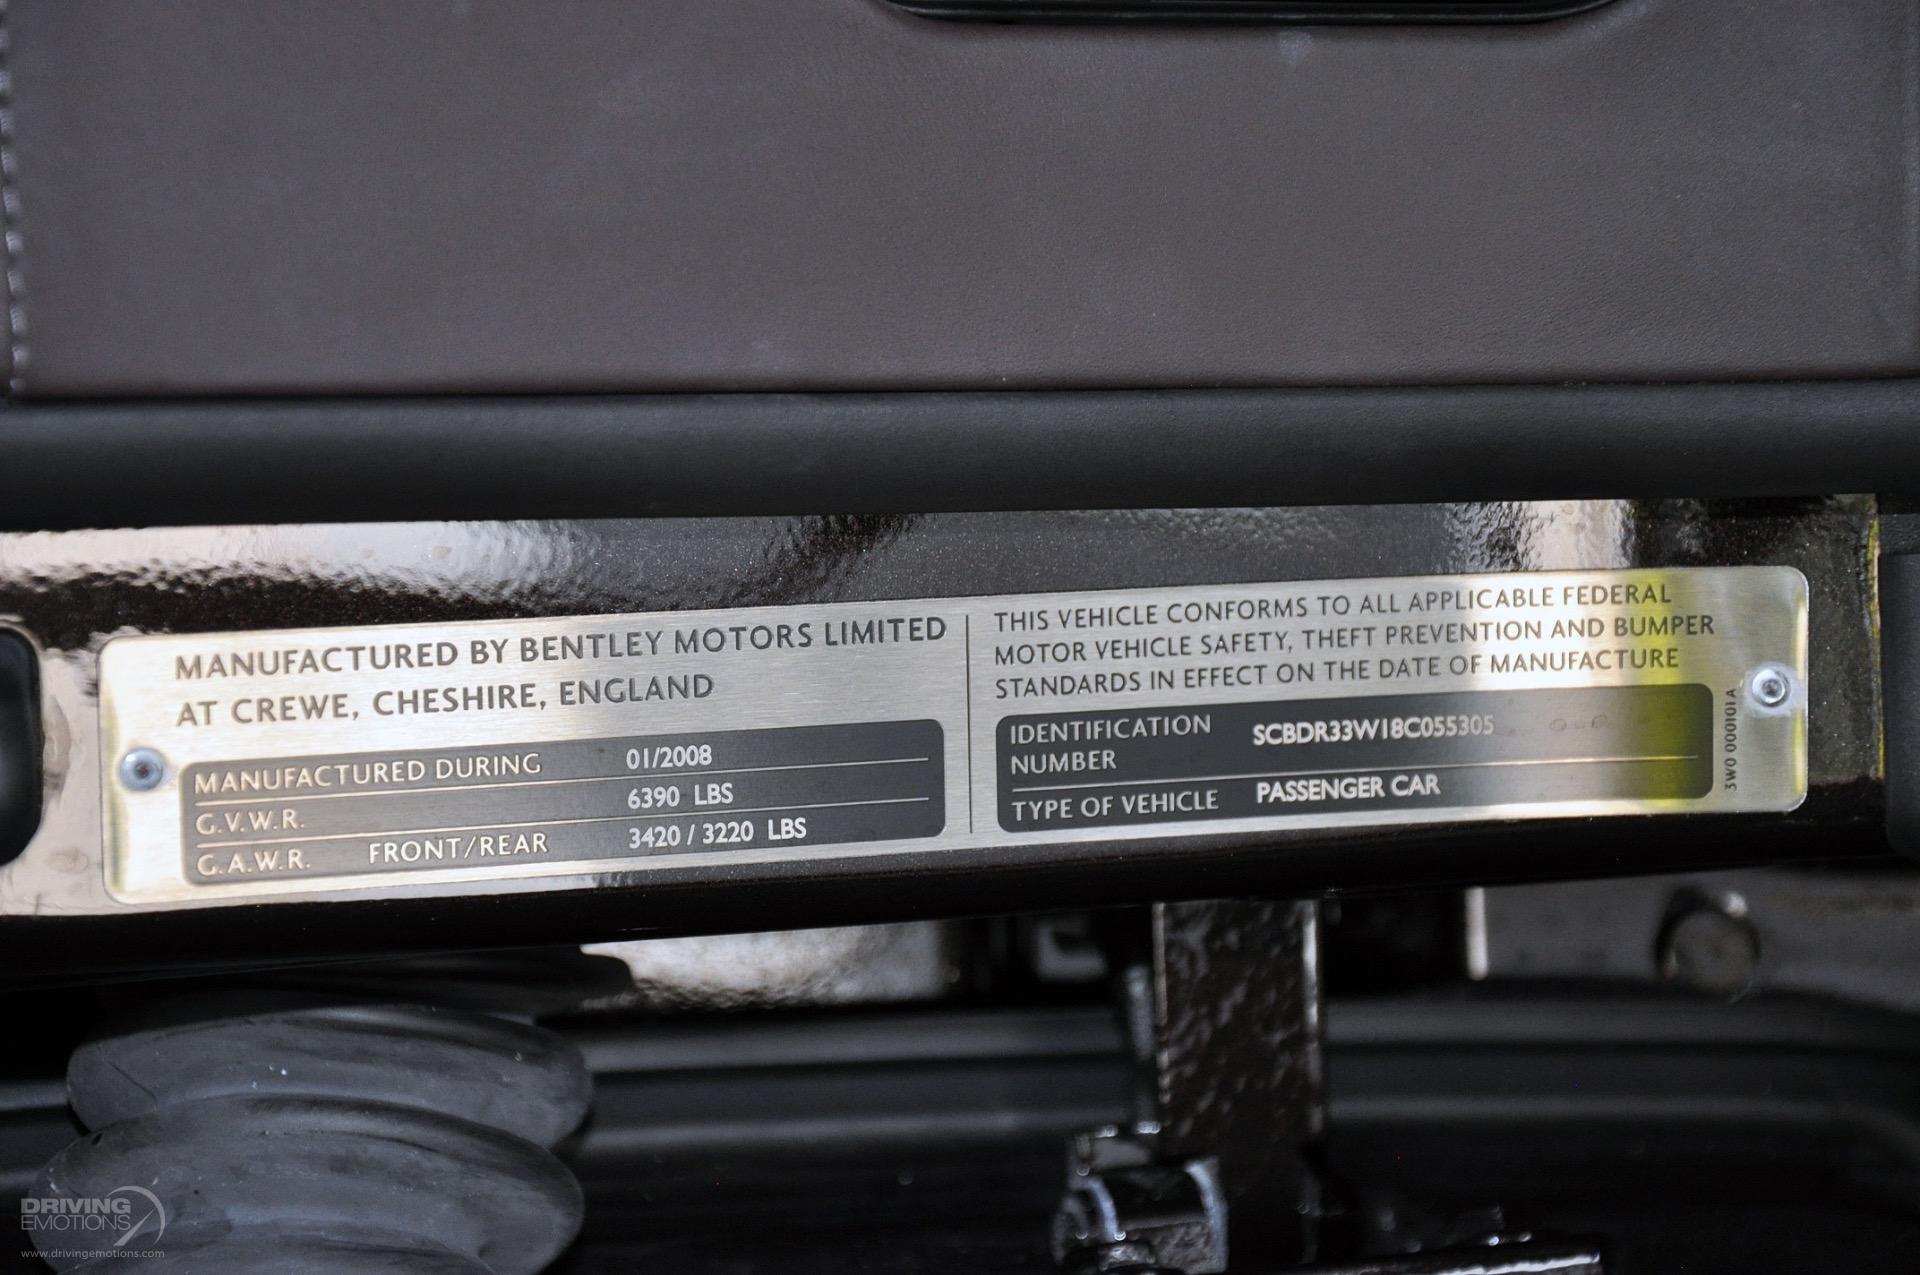 MANUFACTURED BY BENTLEY MOTORS LIMITED
AT CREWE, CHESHIRE, ENGLAND
MANUFACTURED DURING 01/2008
G.V.W.R. 6390 LBS
G.A.W.R. FRONT/REAR 3420 / 3220 LBS
THIS VEHICLE CONFORMS TO ALL APPLICABLE FEDERAL
MOTOR VEHICLE SAFETY, THEFT PREVENTION AND BUMPER
STANDARDS IN EFFECT ON THE DATE OF MANUFACTURE
IDENTIFICATION
NUMBER SCBDR33W18C055305
TYPE OF VEHICLE PASSENGER CAR
3W0 000101A
DRIVING
EMOTIONS
www.drivingemotions.com